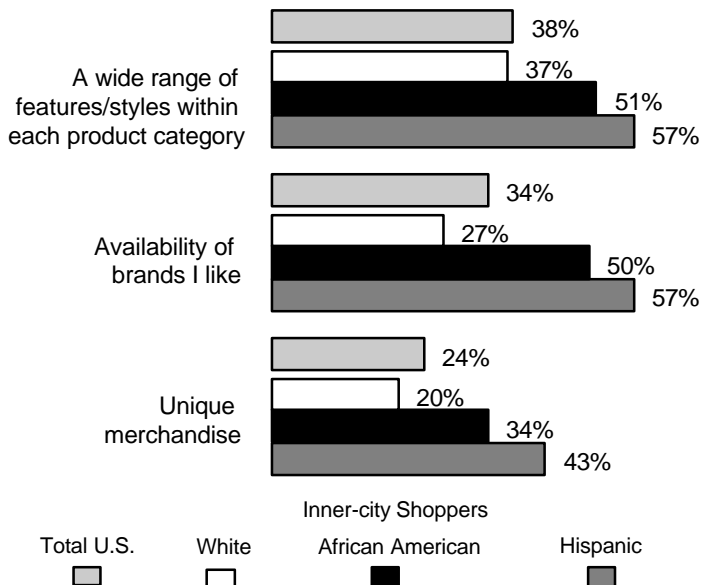 38%
A wide range of
features/styles within
each product category
37%
51%
57%
34%
Availability of
brands I like
27%
50%
57%
24%
Unique
merchandise
20%
34%
43%
Inner-city Shoppers
Total U.S. White African American Hispanic